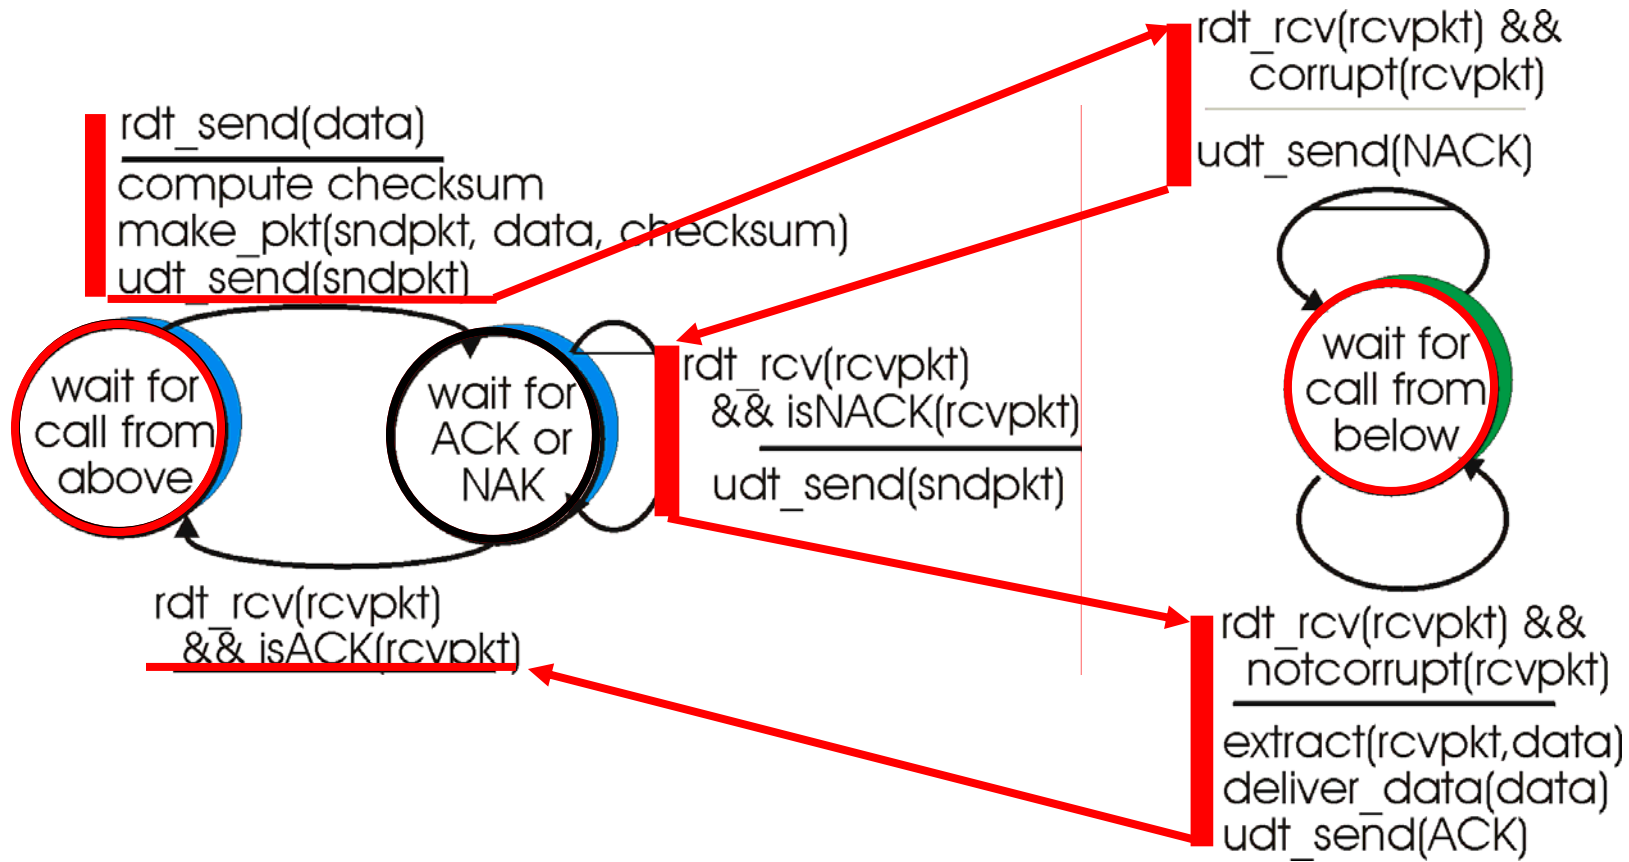 rdt_send(data)
compute checksum
make_pkt(sndpkt, data, checksum)
udt_send(sndpkt)
wait for
call from
above
wait for
ACK or
NAK
rdt_rcv(rcvpkt)
&& isNACK(rcvpkt)
udt_send(sndpkt)
rdt_rcv(rcvpkt)
&& isACK(rcvpkt)
rdt_rcv(rcvpkt) &&
corrupt(rcvpkt)
udt_send(NACK)
wait for
call from
below
rdt_rcv(rcvpkt) &&
notcorrupt(rcvpkt)
extract(rcvpkt,data)
deliver_data(data)
udt_send(ACK)